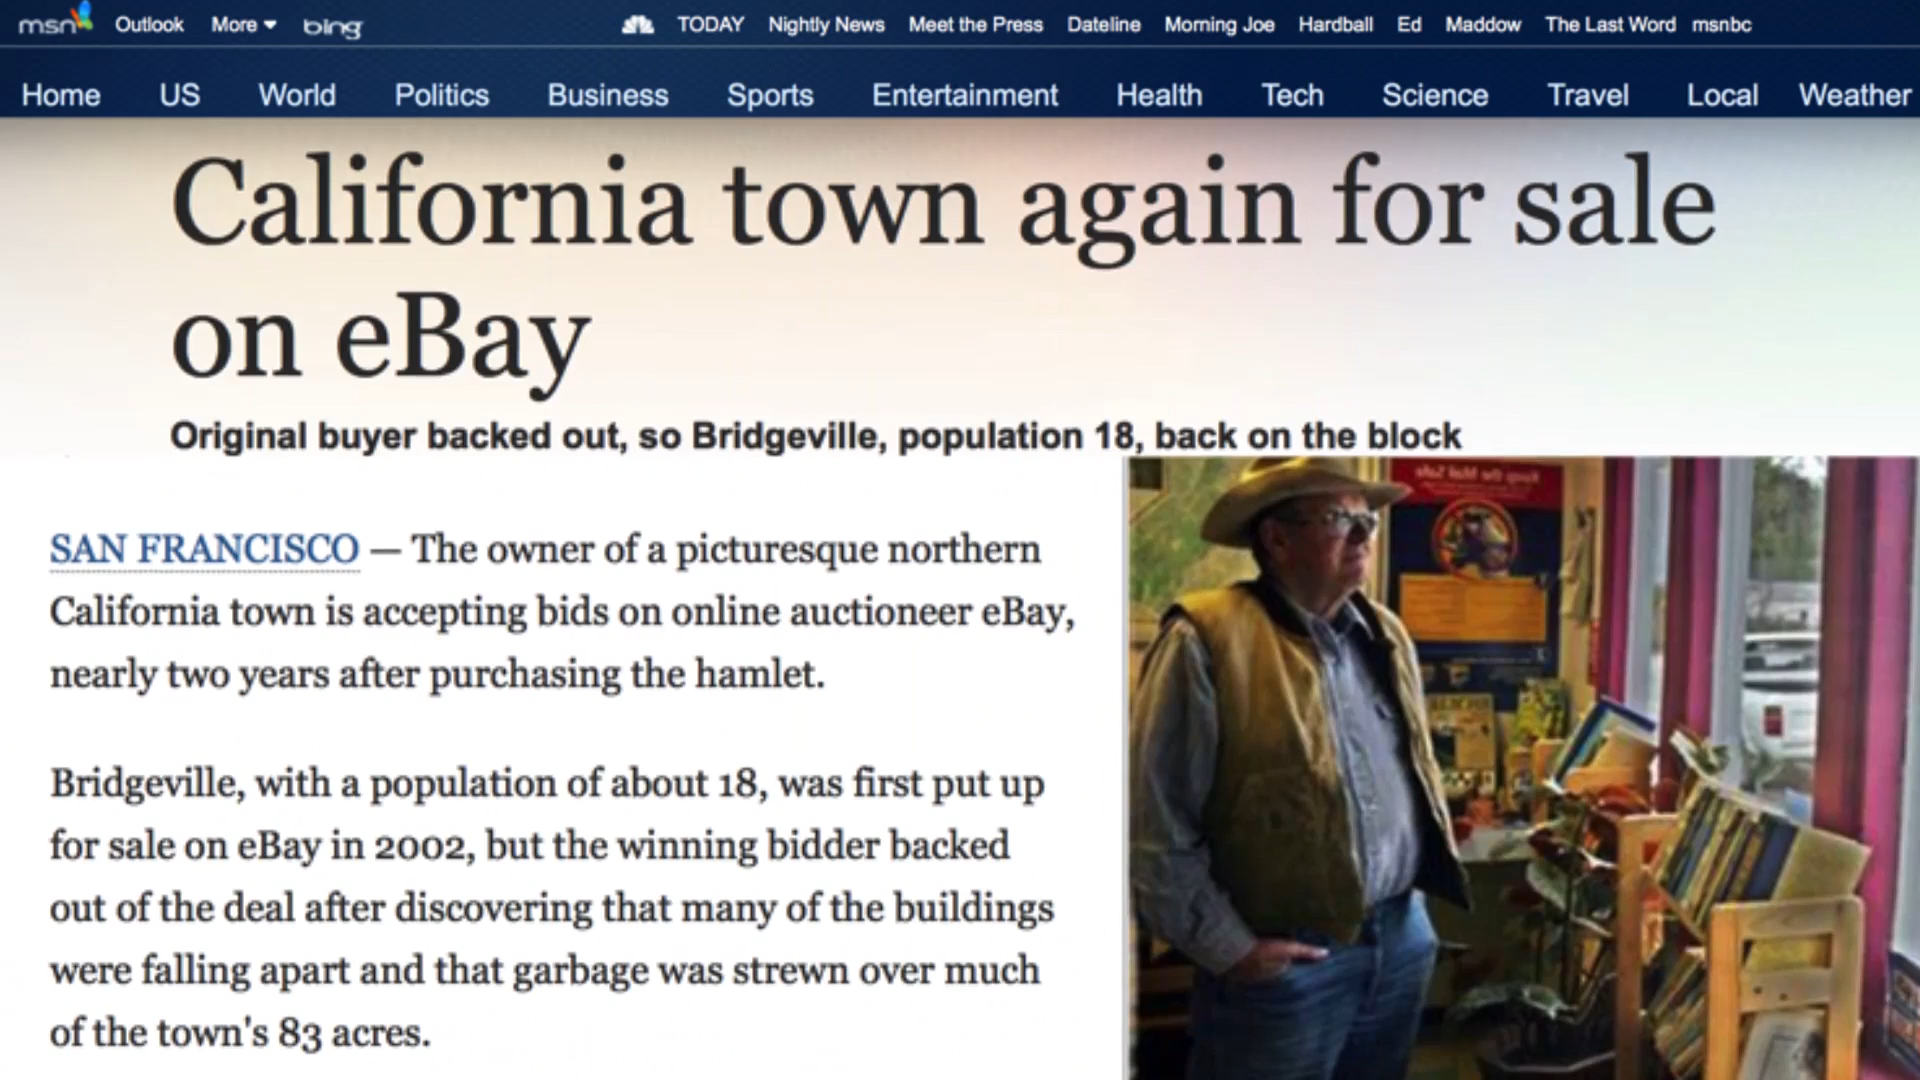 msn Outlook More bing TODAY Nightly News Meet the Press Dateline Morning Joe Hardball Ed Maddow The Last Word msnbc
Home US World Politics Business Sports Entertainment Health Tech Science Travel Local Weather
California town again for sale
on eBay
Original buyer backed out, so Bridgeville, population 18, back on the block
SAN FRANCISCO — The owner of a picturesque northern
California town is accepting bids on online auctioneer eBay,
nearly two years after purchasing the hamlet.
Bridgeville, with a population of about 18, was first put up
for sale on eBay in 2002, but the winning bidder backed
out of the deal after discovering that many of the buildings
were falling apart and that garbage was strewn over much
of the town's 83 acres.